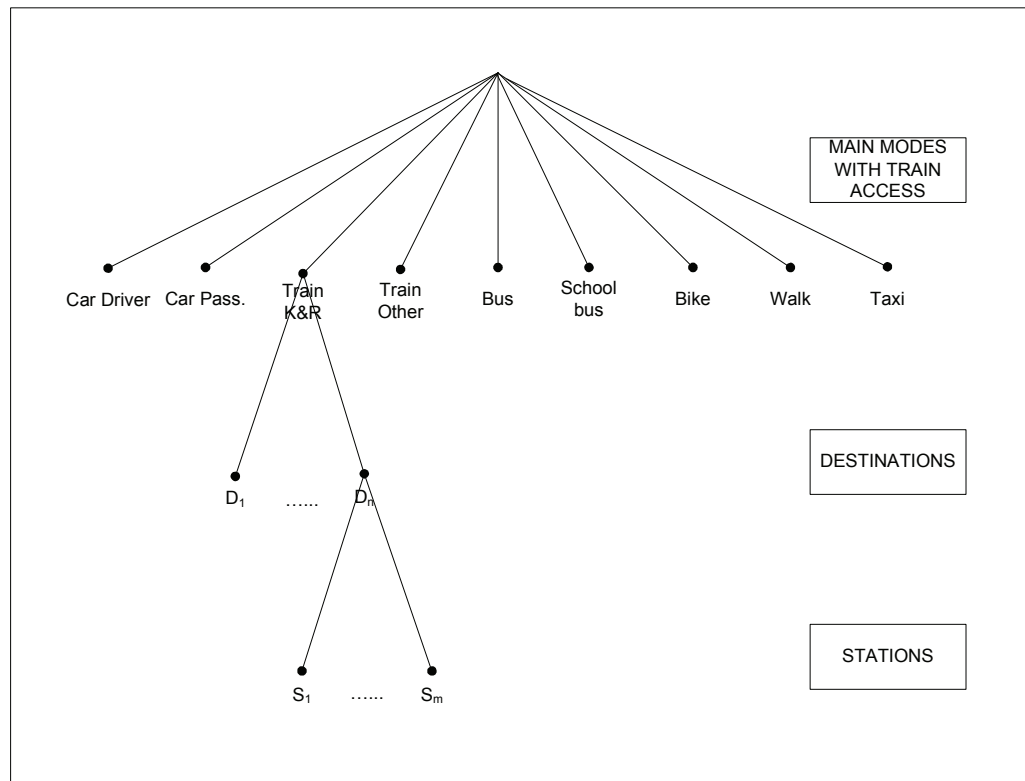 MAIN MODES
WITH TRAIN
ACCESS
Car Driver
Car Pass.
Train
K&R
Train
Other
Bus
School
bus
Bike
Walk
Taxi
DESTINATIONS
D₁ …... Dₙ
STATIONS
S₁ …... Sₘ